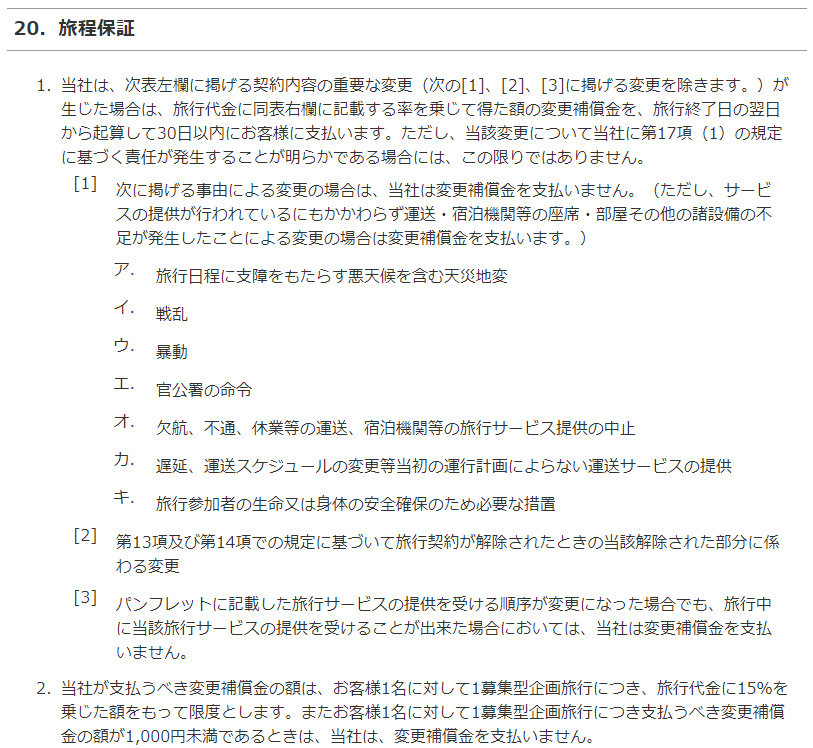 20. 旅程保証
1. 当社は、次表左欄に掲げる契約内容の重要な変更（次の[1]、[2]、[3]に掲げる変更を除きます。）が
生じた場合は、旅行代金に同表右欄に記載する率を乗じて得た額の変更補償金を、旅行終了日の翌日
から起算して30日以内にお客様に支払います。ただし、当該変更について当社に第17項（1）の規定
に基づく責任が発生することが明らかである場合には、この限りではありません。
[1] 次に掲げる事由による変更の場合は、当社は変更補償金を支払いません。（ただし、サービ
スの提供が行われているにもかかわらず運送・宿泊機関等の座席・部屋その他の諸設備の不
足が発生したことによる変更の場合は変更補償金を支払います。）
ア. 旅行日程に支障をもたらす悪天候を含む天災地変
イ. 戦乱
ウ. 暴動
エ. 官公署の命令
オ. 欠航、不通、休業等の運送、宿泊機関等の旅行サービス提供の中止
カ. 遅延、運送スケジュールの変更等当初の運行計画によらない運送サービスの提供
キ. 旅行参加者の生命又は身体の安全確保のため必要な措置
[2] 第13項及び第14項での規定に基づいて旅行契約が解除されたときの当該解除された部分に係
わる変更
[3] パンフレットに記載した旅行サービスの提供を受ける順序が変更になった場合でも、旅行中
に当該旅行サービスの提供を受けることが出来た場合においては、当社は変更補償金を支払
いません。
2. 当社が支払うべき変更補償金の額は、お客様1名に対して1募集型企画旅行につき、旅行代金に15%を
乗じた額をもって限度とします。またお客様1名に対して1募集型企画旅行につき支払うべき変更補償
金の額が1,000円未満であるときは、当社は、変更補償金を支払いません。